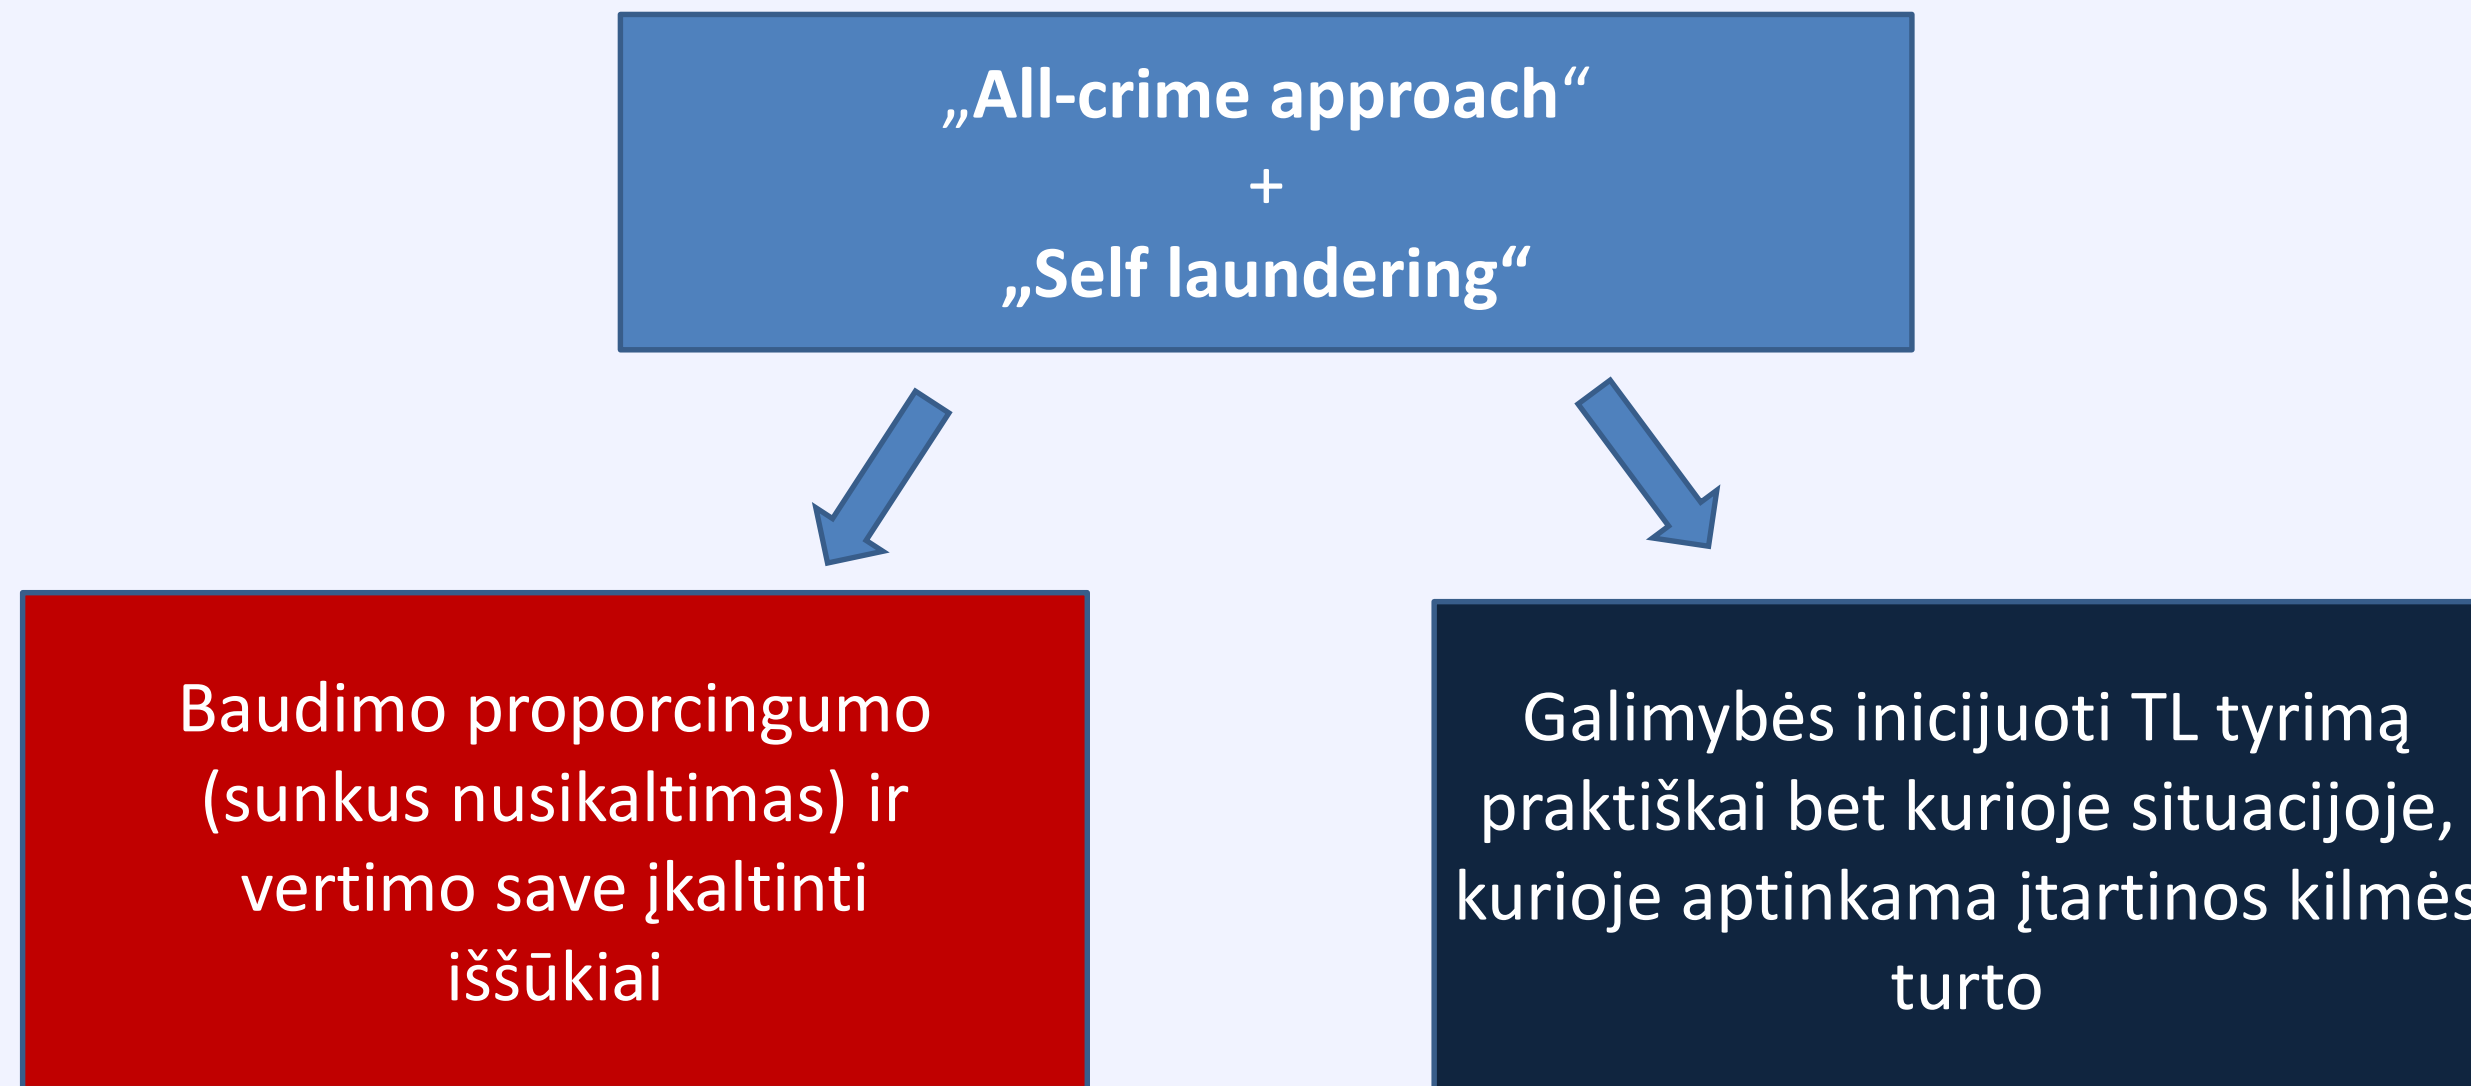 „All-crime approach“
+
„Self laundering“
Baudimo proporcingumo
(sunkus nusikaltimas) ir
vertimo save įkaltinti
iššūkiai
Galimybės inicijuoti TL tyrimą
praktiškai bet kurioje situacijoje,
kurioje aptinkama įtartinos kilmės
turto